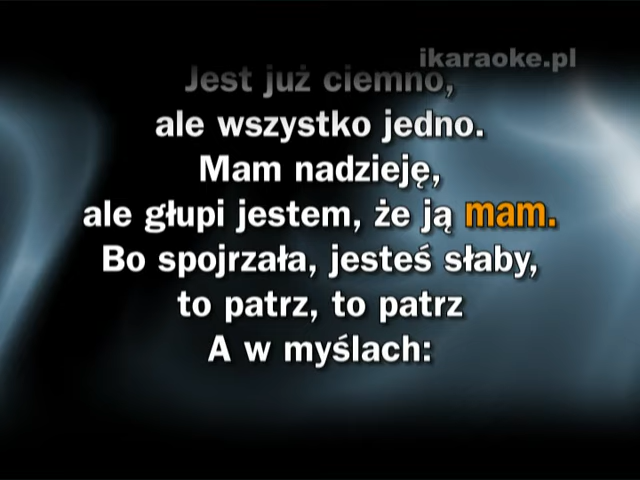 ikaraoke.pl
Jest już ciemno,
ale wszystko jedno.
Mam nadzieję,
ale głupi jestem, że ją mam.
Bo spojrzała, jesteś słaby,
to patrz, to patrz
A w myślach: